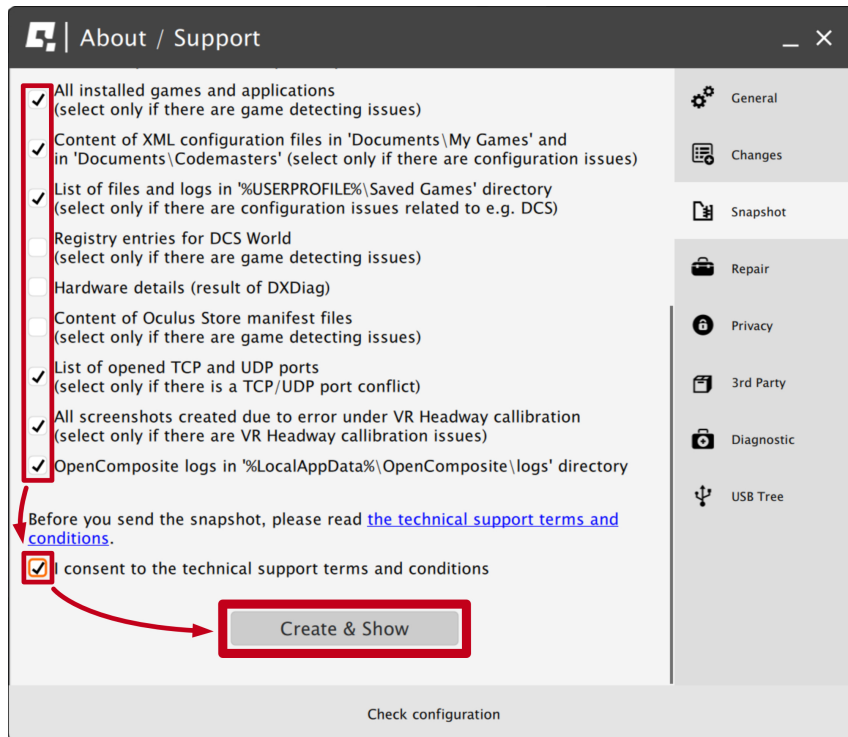 About / Support
All installed games and applications
(select only if there are game detecting issues)
Content of XML configuration files in 'Documents\My Games' and
in 'Documents\Codemasters' (select only if there are configuration issues)
List of files and logs in '%USERPROFILE%\Saved Games' directory
(select only if there are configuration issues related to e.g. DCS)
Registry entries for DCS World
(select only if there are game detecting issues)
Hardware details (result of DXDiag)
Content of Oculus Store manifest files
(select only if there are game detecting issues)
List of opened TCP and UDP ports
(select only if there is a TCP/UDP port conflict)
All screenshots created due to error under VR Headway callibration
(select only if there are VR Headway callibration issues)
OpenComposite logs in '%LocalAppData%\OpenComposite\logs' directory
Before you send the snapshot, please read the technical support terms and
conditions.
I consent to the technical support terms and conditions
Create & Show
General
Changes
Snapshot
Repair
Privacy
3rd Party
Diagnostic
USB Tree
Check configuration